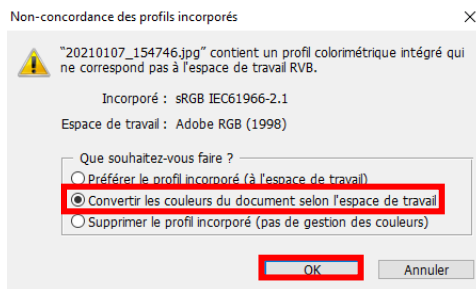 Non-concordance des profils incorporés
“20210107_154746.jpg” contient un profil colorimétrique intégré qui
ne correspond pas à l'espace de travail RVB.
Incorporé : sRGB IEC61966-2.1
Espace de travail : Adobe RGB (1998)
Que souhaitez-vous faire ?
Préférer le profil incorporé (à l'espace de travail)
Convertir les couleurs du document selon l'espace de travail
Supprimer le profil incorporé (pas de gestion des couleurs)
OK Annuler